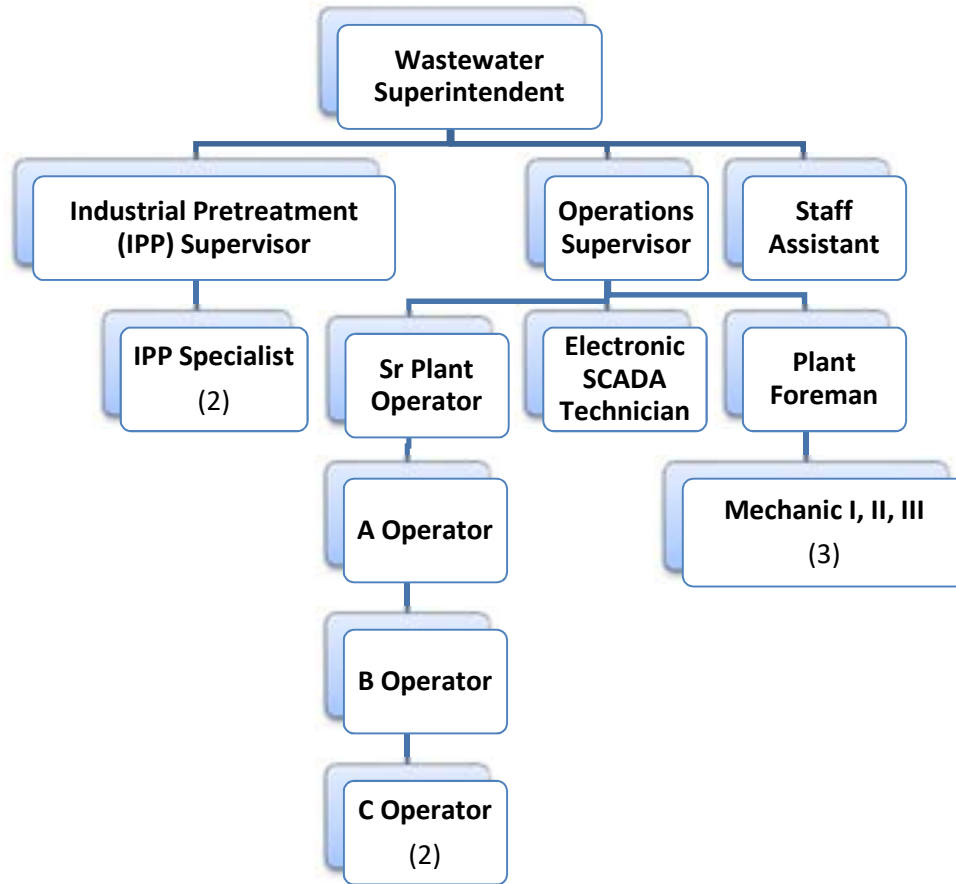 Wastewater
Superintendent
Industrial Pretreatment
(IPP) Supervisor
Operations
Supervisor
Staff
Assistant
IPP Specialist
(2)
Sr Plant
Operator
Electronic
SCADA
Technician
Plant
Foreman
A Operator
Mechanic I, II, III
(3)
B Operator
C Operator
(2)